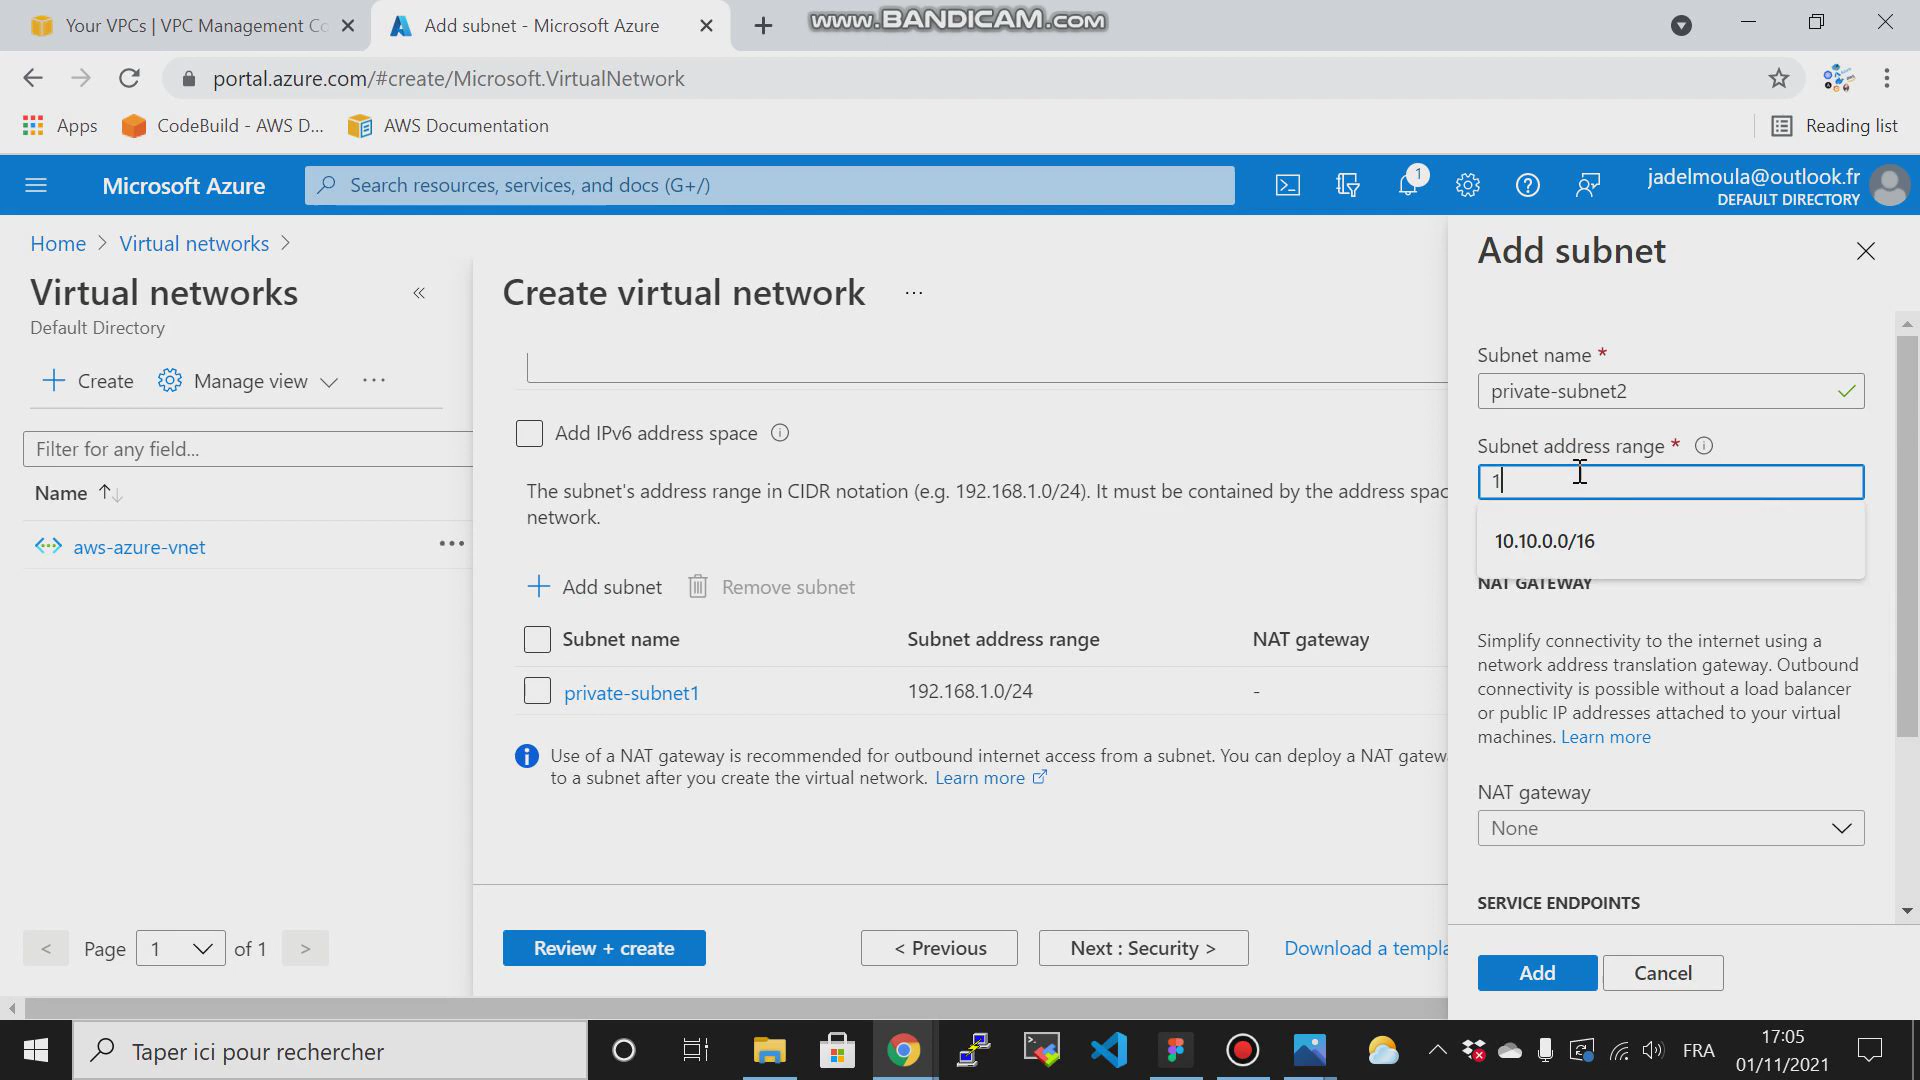 Your VPCs | VPC Management Co
Add subnet - Microsoft Azure
www.BANDICAM.com
portal.azure.com/#create/Microsoft.VirtualNetwork
Apps
CodeBuild - AWS D...
AWS Documentation
Reading list
Microsoft Azure
Search resources, services, and docs (G+/)
1
jadelmoula@outlook.fr
DEFAULT DIRECTORY
Home > Virtual networks >
Virtual networks
Default Directory
Create
Manage view
Filter for any field...
Name
aws-azure-vnet
< Page 1 of 1 >
Create virtual network
Add IPv6 address space
The subnet's address range in CIDR notation (e.g. 192.168.1.0/24). It must be contained by the address spac
network.
Add subnet
Remove subnet
Subnet name
Subnet address range
NAT gateway
private-subnet1
192.168.1.0/24
-
Use of a NAT gateway is recommended for outbound internet access from a subnet. You can deploy a NAT gatew
to a subnet after you create the virtual network. Learn more
Review + create
< Previous
Next : Security >
Download a templa
Add subnet
Subnet name *
private-subnet2
Subnet address range *
1
10.10.0.0/16
NAT GATEWAY
Simplify connectivity to the internet using a
network address translation gateway. Outbound
connectivity is possible without a load balancer
or public IP addresses attached to your virtual
machines. Learn more
NAT gateway
None
SERVICE ENDPOINTS
Add
Cancel
Taper ici pour rechercher
FRA
17:05
01/11/2021